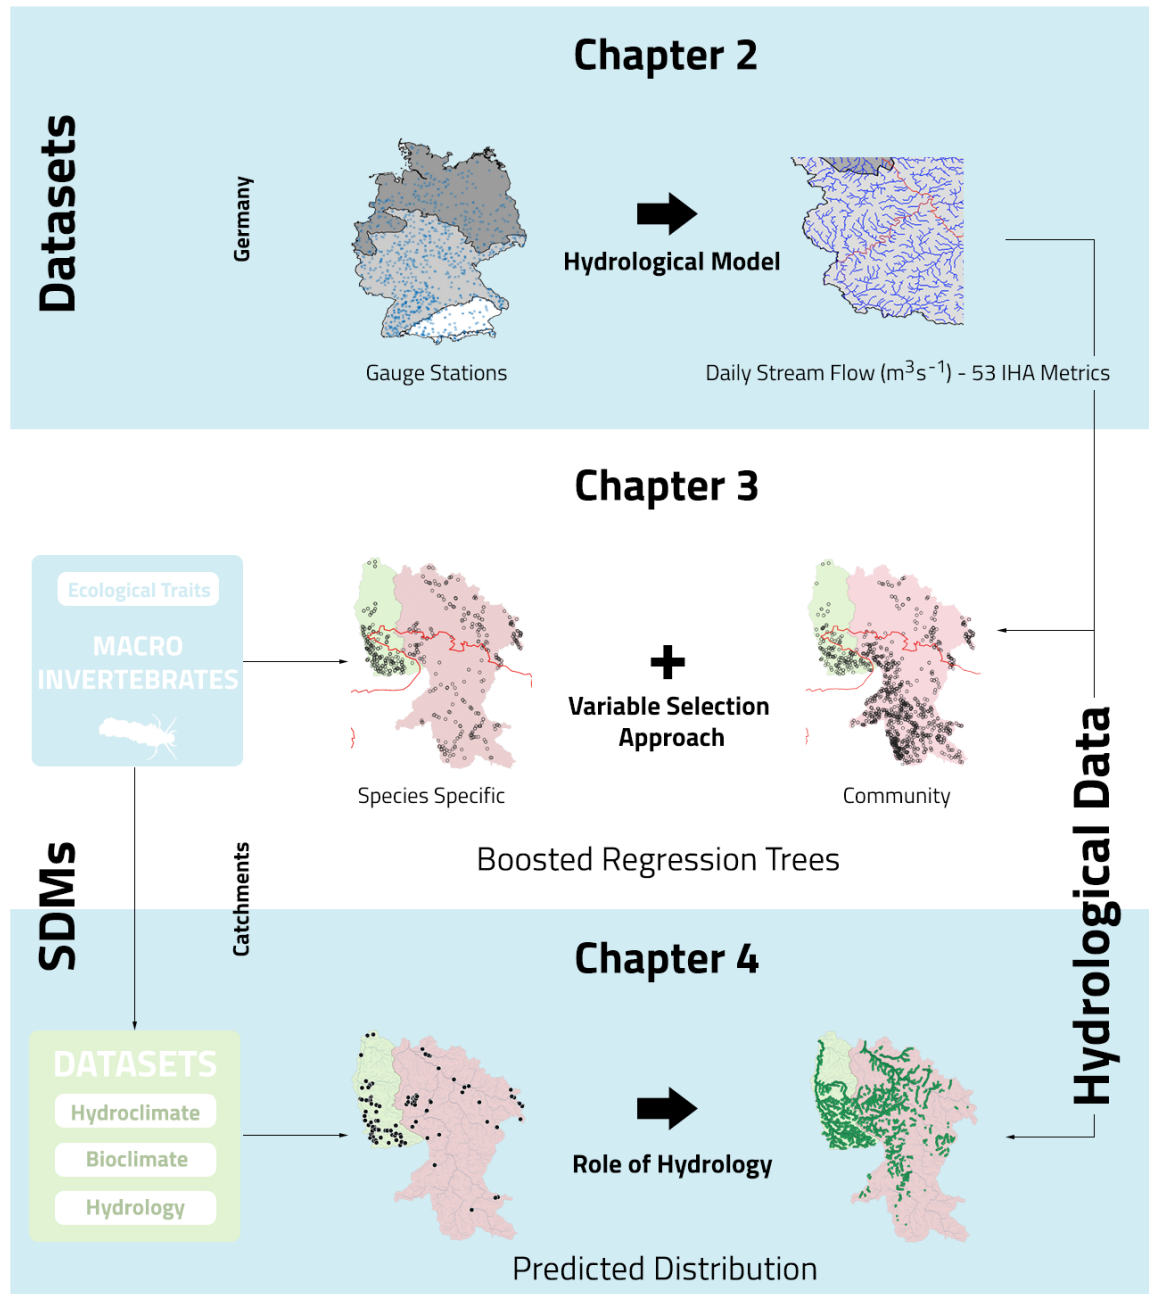 Chapter 2
Datasets
Germany
Hydrological Model
Gauge Stations
Daily Stream Flow (m³s⁻¹) - 53 IHA Metrics
Chapter 3
Ecological Traits
MACRO
INVERTEBRATES
Variable Selection
Approach
Species Specific
Community
Boosted Regression Trees
SDMs
Catchments
Hydrological Data
Chapter 4
DATASETS
Hydroclimate
Bioclimate
Hydrology
Role of Hydrology
Predicted Distribution